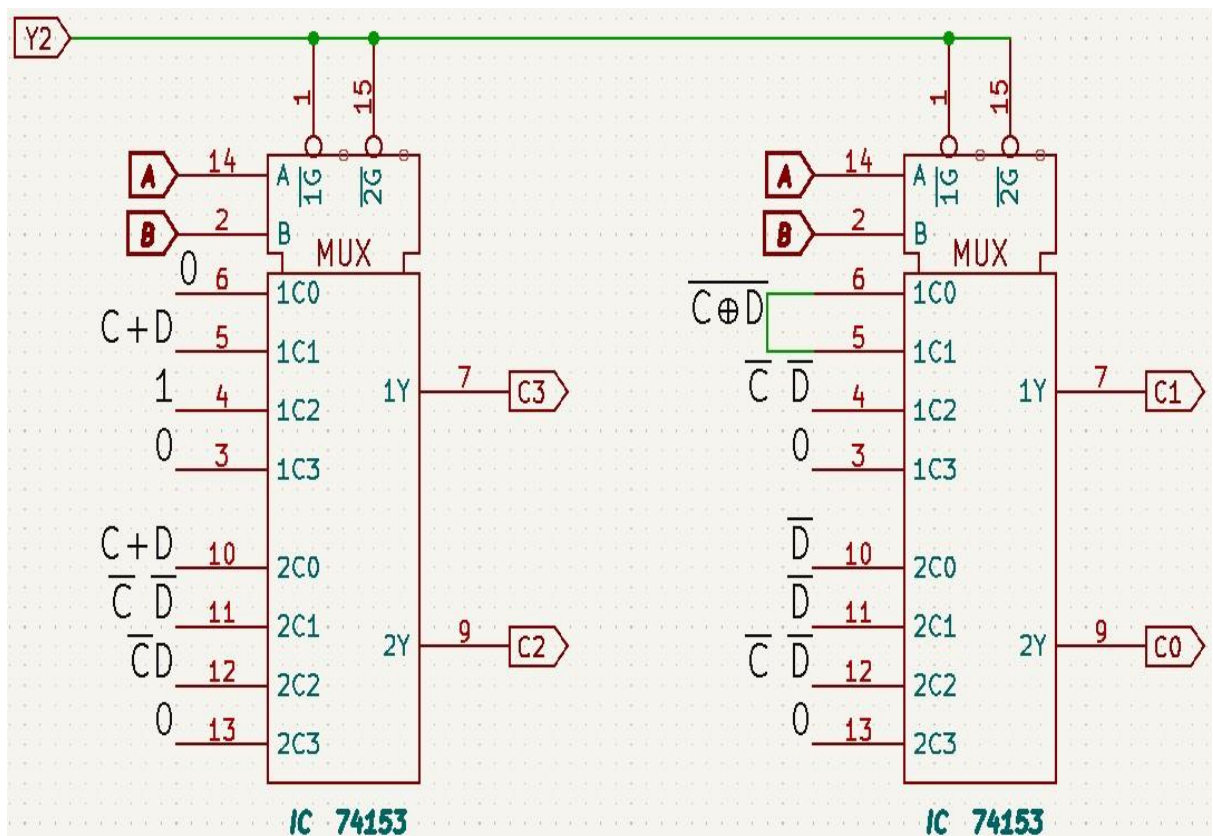 Y2
1 15 1 15
A 14 A 1G 2G A 14 A 1G 2G
B 2 B B 2 B
MUX MUX
0 6 1C0 C̅⊕̅D̅ 6 1C0
C+D 5 1C1 5 1C1
1 4 1C2 C̅ D̅ 4 1C2
1Y 7 C3 1Y 7 C1
0 3 1C3 0 3 1C3
C+D 10 2C0 D̅ 10 2C0
C̅ D̅ 11 2C1 D̅ 11 2C1
2Y 9 C2 2Y 9 C0
C̅D 12 2C2 C̅ D̅ 12 2C2
0 13 2C3 0 13 2C3
IC 74153 IC 74153